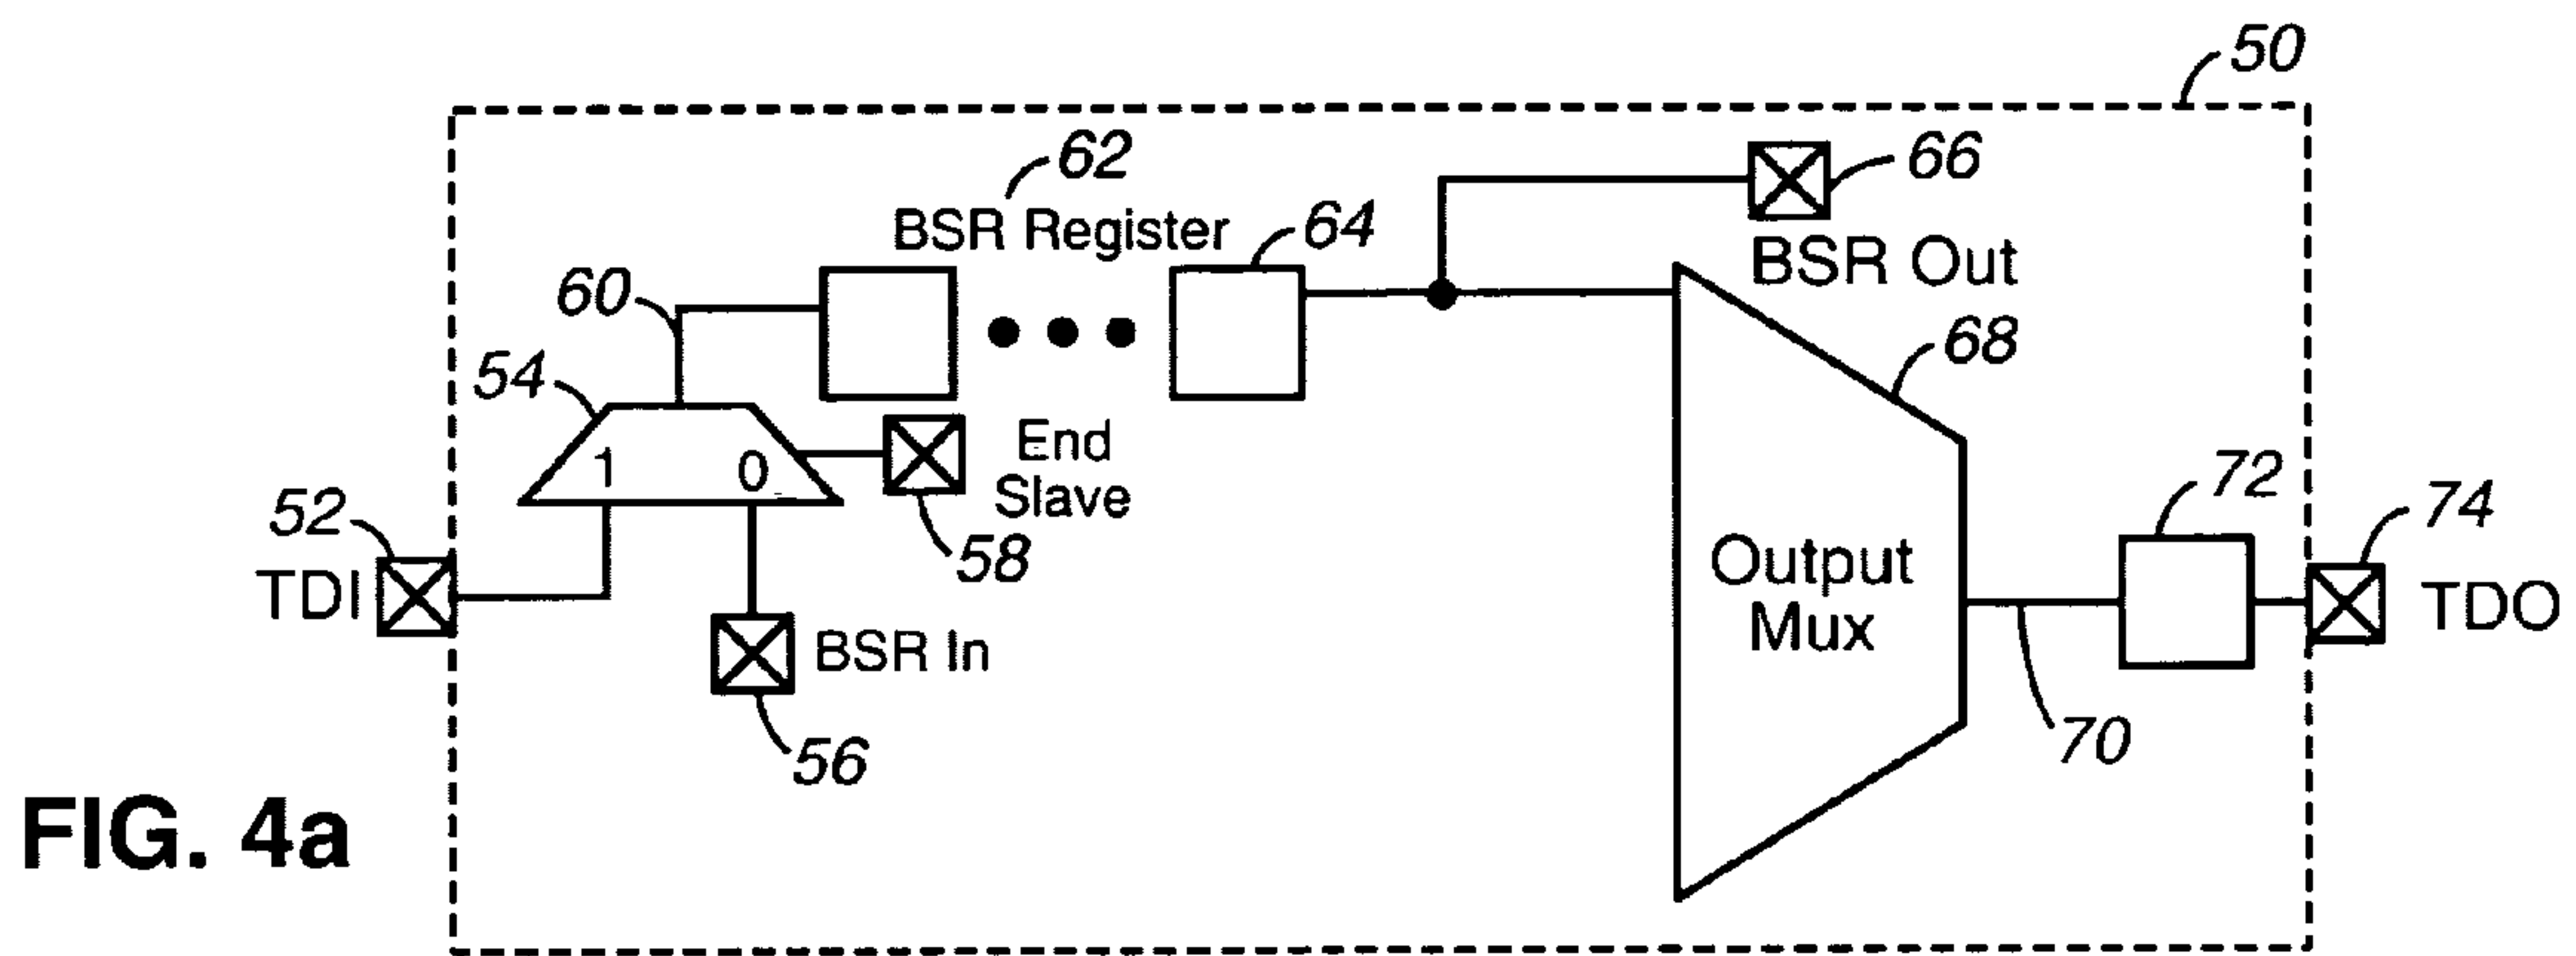 50
62
66
BSR Register
64
BSR Out
60
68
54
End
Slave
1
0
72
74
52
58
TDI
Output
Mux
TDO
BSR In
70
56
FIG. 4a